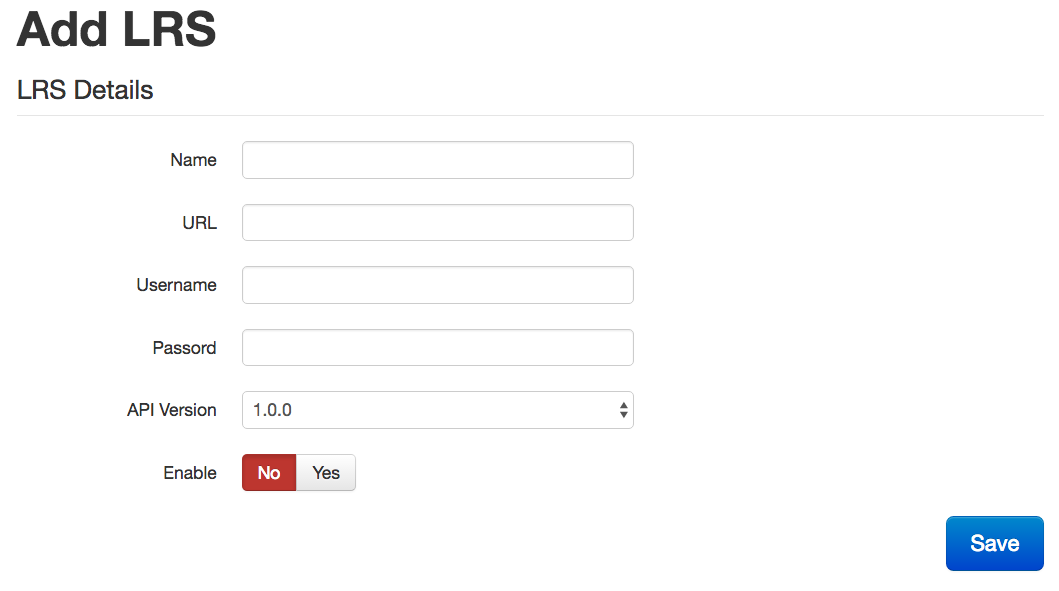 Add LRS
LRS Details
Name
URL
Username
Passord
API Version 1.0.0
Enable No Yes
Save